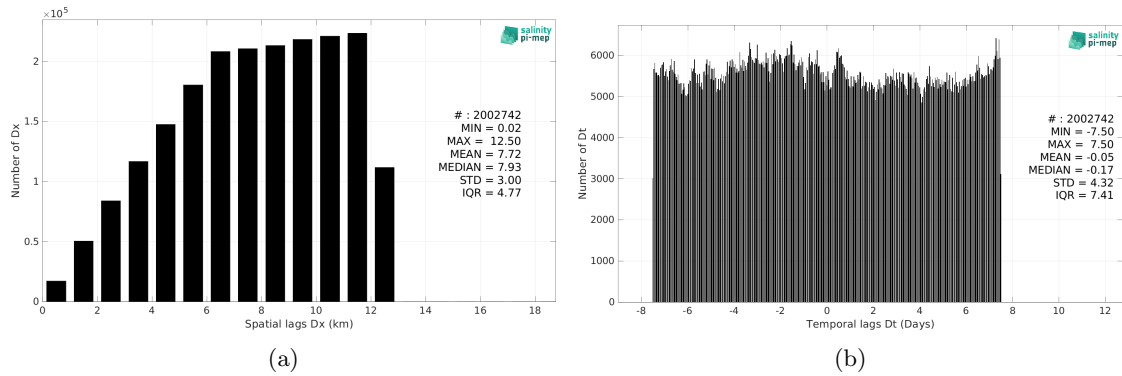 ×10^5
2
1.5
1
0.5
0
Number of Dx
0 2 4 6 8 10 12 14 16 18
Spatial lags Dx (km)
salinity
pi-mep
# : 2002742
MIN = 0.02
MAX = 12.50
MEAN = 7.72
MEDIAN = 7.93
STD = 3.00
IQR = 4.77
(a)
6000
5000
4000
3000
2000
1000
0
Number of Dt
-8 -6 -4 -2 0 2 4 6 8 10 12
Temporal lags Dt (Days)
salinity
pi-mep
# : 2002742
MIN = -7.50
MAX = 7.50
MEAN = -0.05
MEDIAN = -0.17
STD = 4.32
IQR = 7.41
(b)